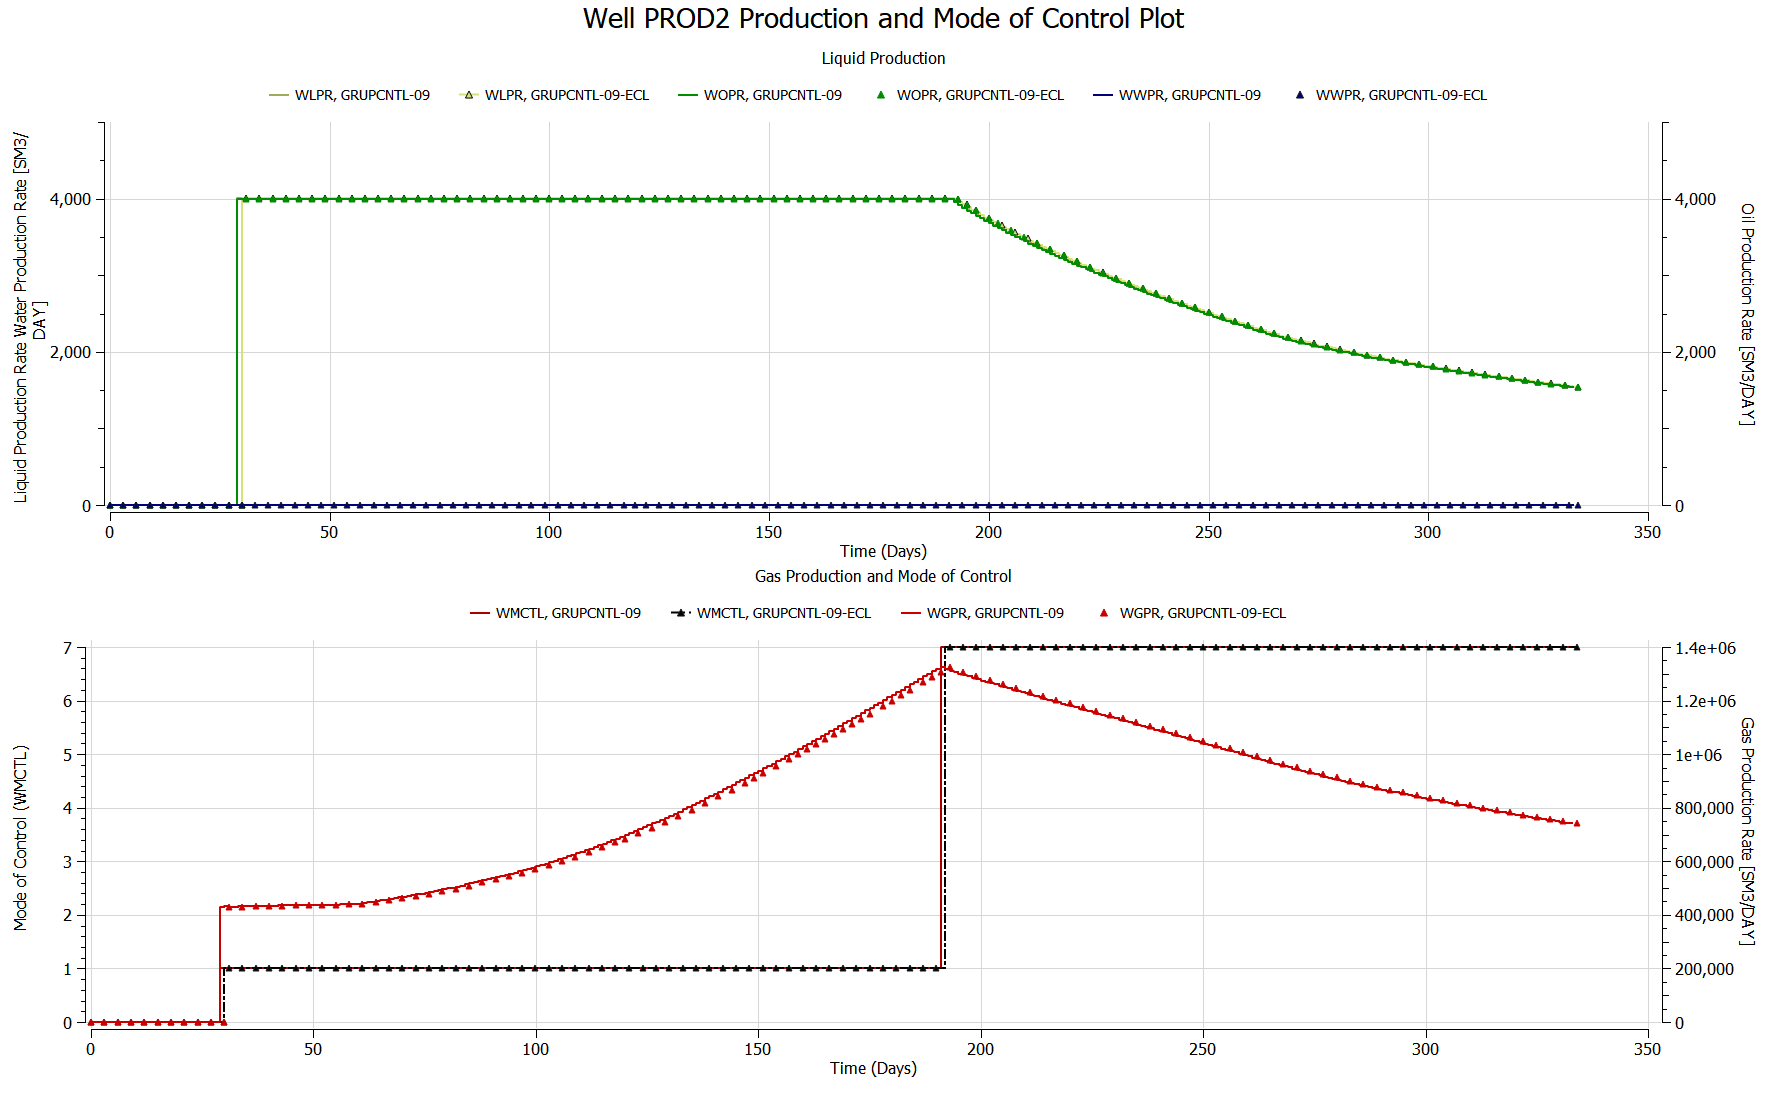 Well PROD2 Production and Mode of Control Plot
Liquid Production
WLPR, GRUPCNTL-09
WLPR, GRUPCNTL-09-ECL
WOPR, GRUPCNTL-09
WOPR, GRUPCNTL-09-ECL
WWPR, GRUPCNTL-09
WWPR, GRUPCNTL-09-ECL
Liquid Production Rate Water Production Rate [SM3/
DAY]
4,000
2,000
0
4,000
2,000
0
Oil Production Rate [SM3/DAY]
0
50
100
150
200
250
300
350
Time (Days)
Gas Production and Mode of Control
WMCTL, GRUPCNTL-09
WMCTL, GRUPCNTL-09-ECL
WGPR, GRUPCNTL-09
WGPR, GRUPCNTL-09-ECL
Mode of Control (WMCTL)
7
6
5
4
3
2
1
0
1.4e+06
1.2e+06
1e+06
800,000
600,000
400,000
200,000
0
Gas Production Rate [SM3/DAY]
0
50
100
150
200
250
300
350
Time (Days)